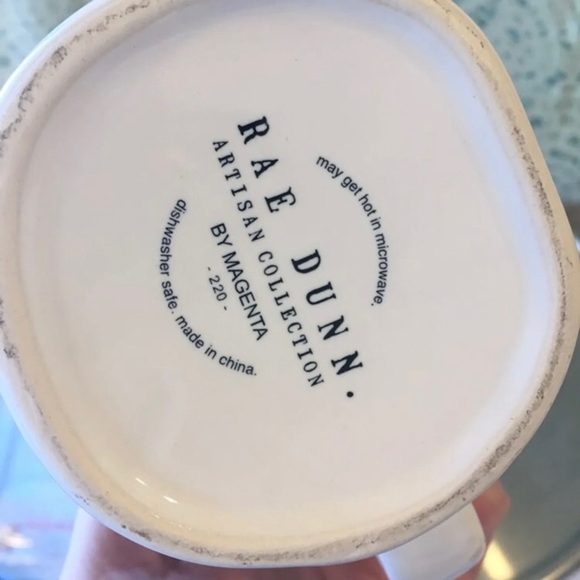 RAE DUNN.
ARTISAN COLLECTION
BY MAGENTA
- 220 -
may get hot in microwave.
dishwasher safe. made in china.